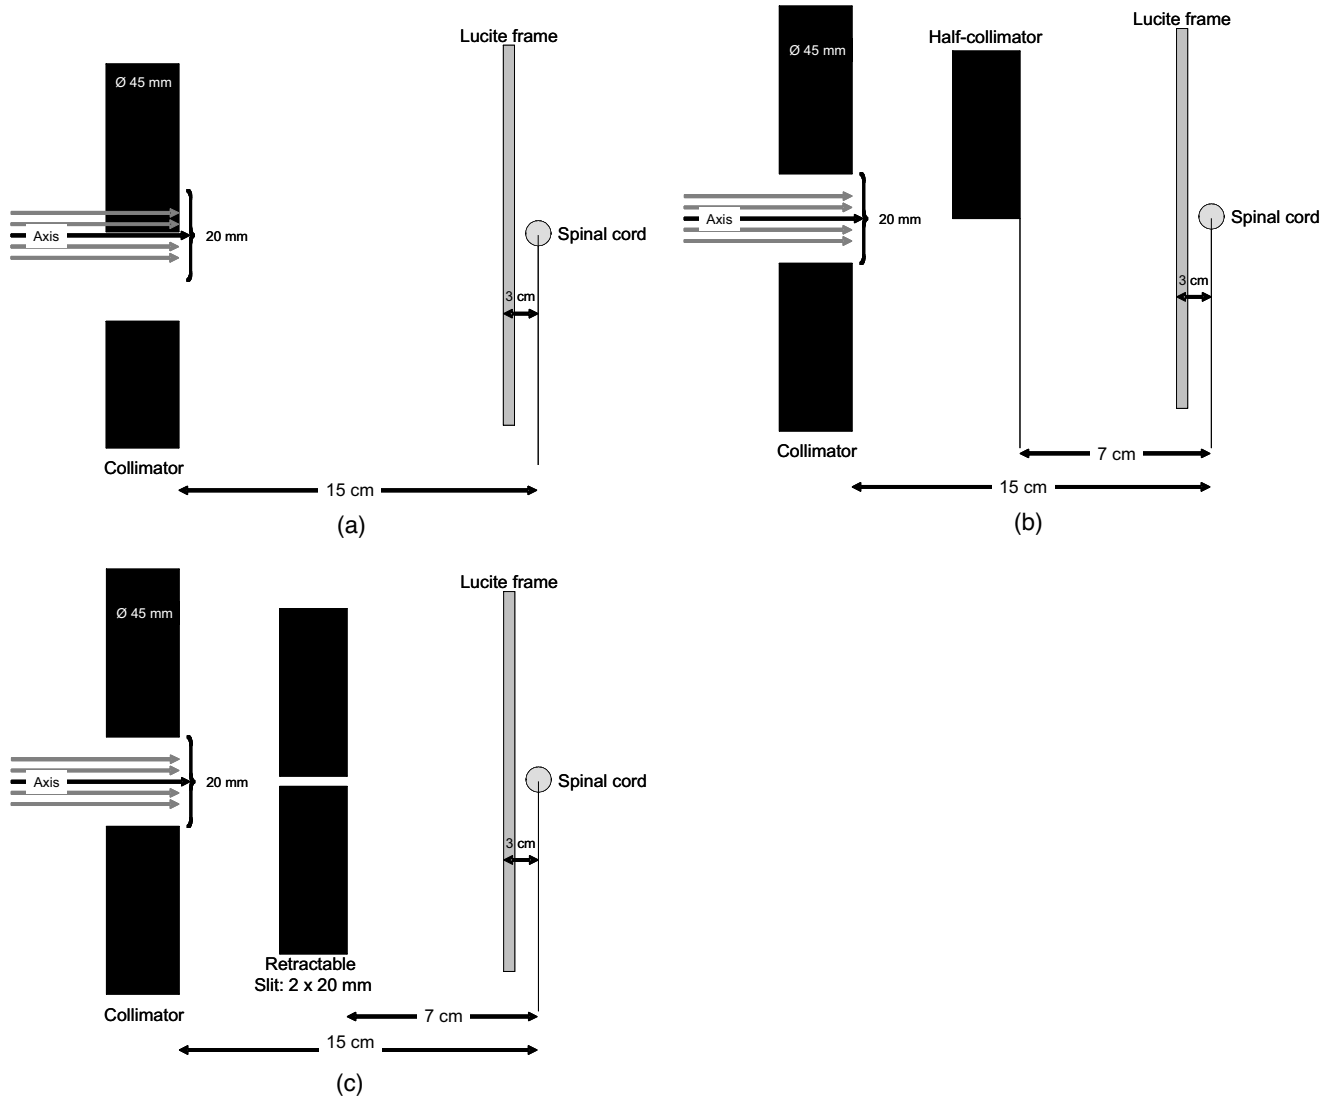 Lucite frame
Ø 45 mm
Axis
20 mm
Spinal cord
3 cm
Collimator
15 cm
(a)
Lucite frame
Half-collimator
Ø 45 mm
Axis
20 mm
Spinal cord
3 cm
Collimator
7 cm
15 cm
(b)
Lucite frame
Ø 45 mm
Axis
20 mm
Spinal cord
3 cm
Retractable
Slit: 2 x 20 mm
Collimator
7 cm
15 cm
(c)